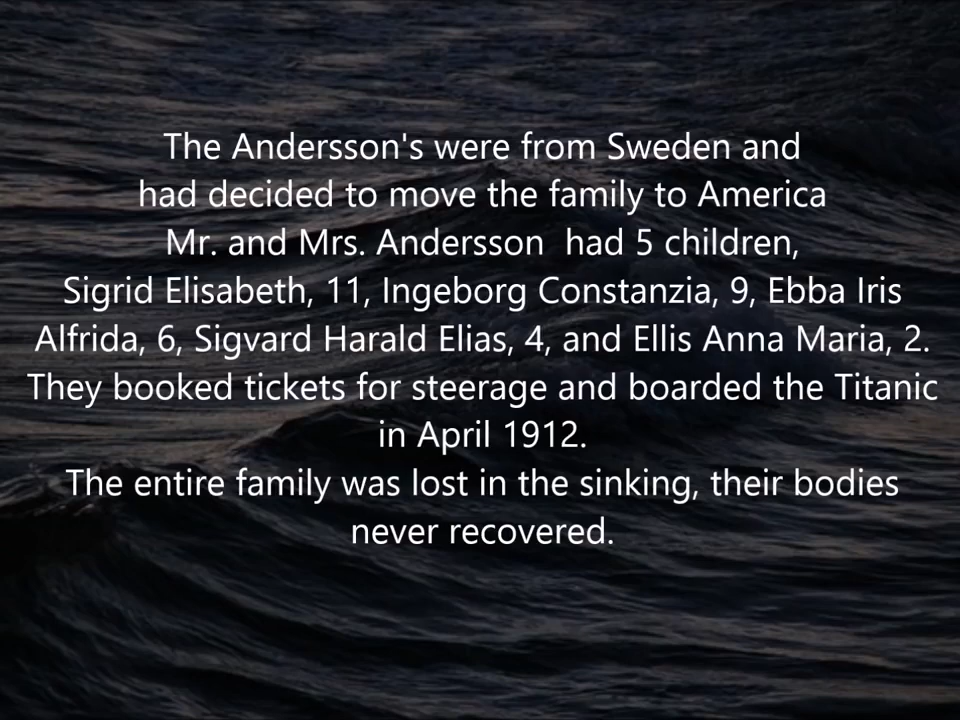 The Andersson's were from Sweden and
had decided to move the family to America
Mr. and Mrs. Andersson  had 5 children,
Sigrid Elisabeth, 11, Ingeborg Constanzia, 9, Ebba Iris
Alfrida, 6, Sigvard Harald Elias, 4, and Ellis Anna Maria, 2.
They booked tickets for steerage and boarded the Titanic
in April 1912.
The entire family was lost in the sinking, their bodies
never recovered.